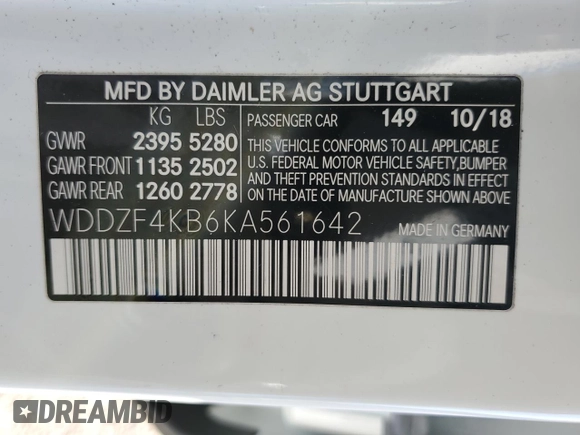 MFD BY DAIMLER AG STUTTGART
KG LBS
GVWR 2395 5280
GAWR FRONT 1135 2502
GAWR REAR 1260 2778
PASSENGER CAR 149 10/18
THIS VEHICLE CONFORMS TO ALL APPLICABLE
U.S. FEDERAL MOTOR VEHICLE SAFETY, BUMPER
AND THEFT PREVENTION STANDARDS IN EFFECT
ON THE DATE OF MANUFACTURE SHOWN ABOVE.
WDDZF4KB6KA561642
MADE IN GERMANY
DREAMBID